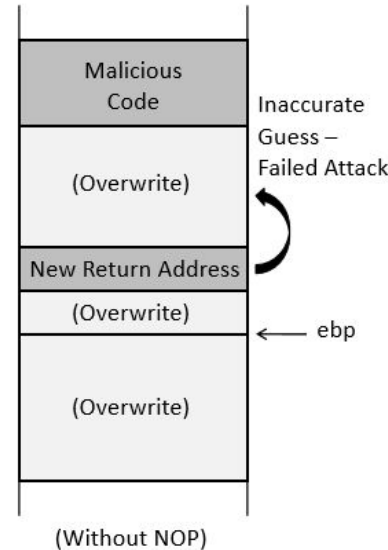 Malicious
Code
Inaccurate
Guess –
Failed Attack
(Overwrite)
New Return Address
(Overwrite)
ebp
(Overwrite)
(Without NOP)